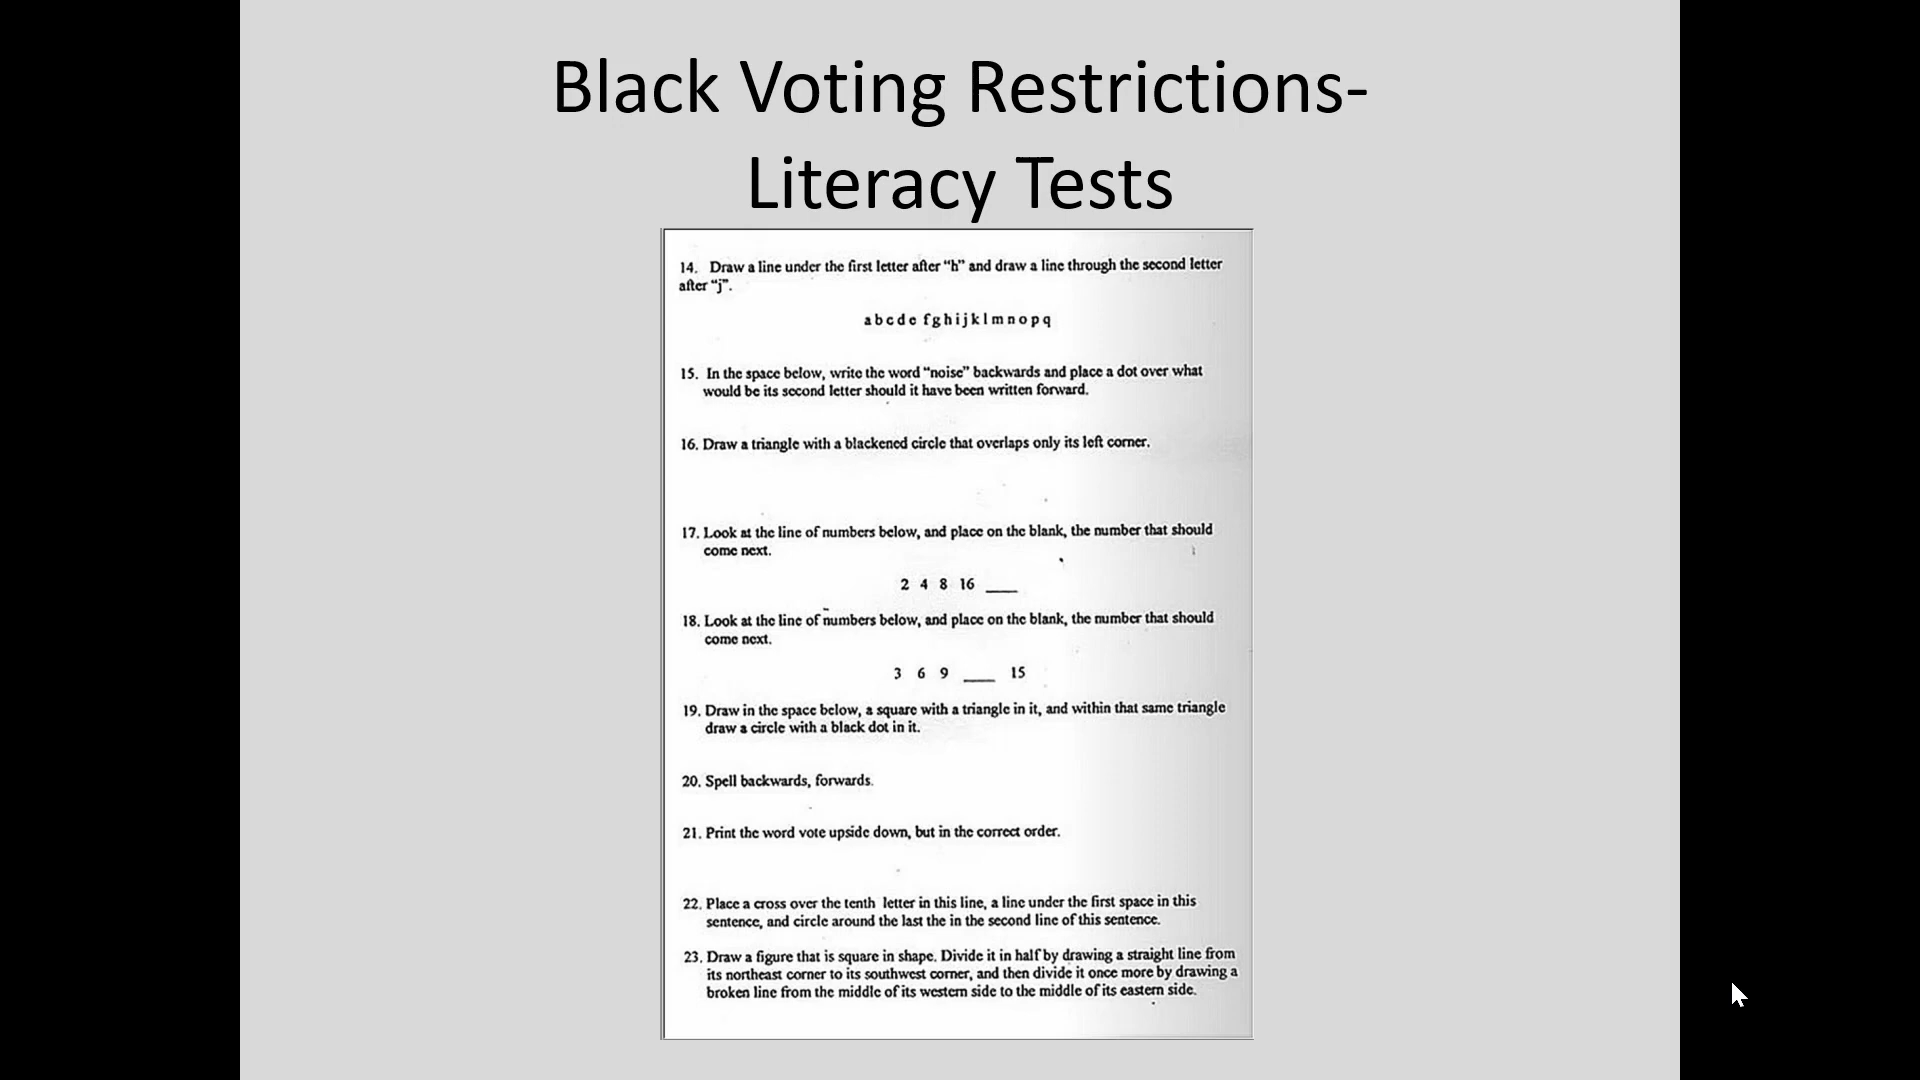 Black Voting Restrictions-
Literacy Tests
14. Draw a line under the first letter after “h” and draw a line through the second letter
after “j”.
a b c d e f g h i j k l m n o p q
15. In the space below, write the word “noise” backwards and place a dot over what
would be its second letter should it have been written forward.
16. Draw a triangle with a blackened circle that overlaps only its left corner.
17. Look at the line of numbers below, and place on the blank, the number that should
come next.
2 4 8 16 ___
18. Look at the line of numbers below, and place on the blank, the number that should
come next.
3 6 9 ___ 15
19. Draw in the space below, a square with a triangle in it, and within that same triangle
draw a circle with a black dot in it.
20. Spell backwards, forwards.
21. Print the word vote upside down, but in the correct order.
22. Place a cross over the tenth letter in this line, a line under the first space in this
sentence, and circle around the last the in the second line of this sentence.
23. Draw a figure that is square in shape. Divide it in half by drawing a straight line from
its northeast corner to its southwest corner, and then divide it once more by drawing a
broken line from the middle of its western side to the middle of its eastern side.